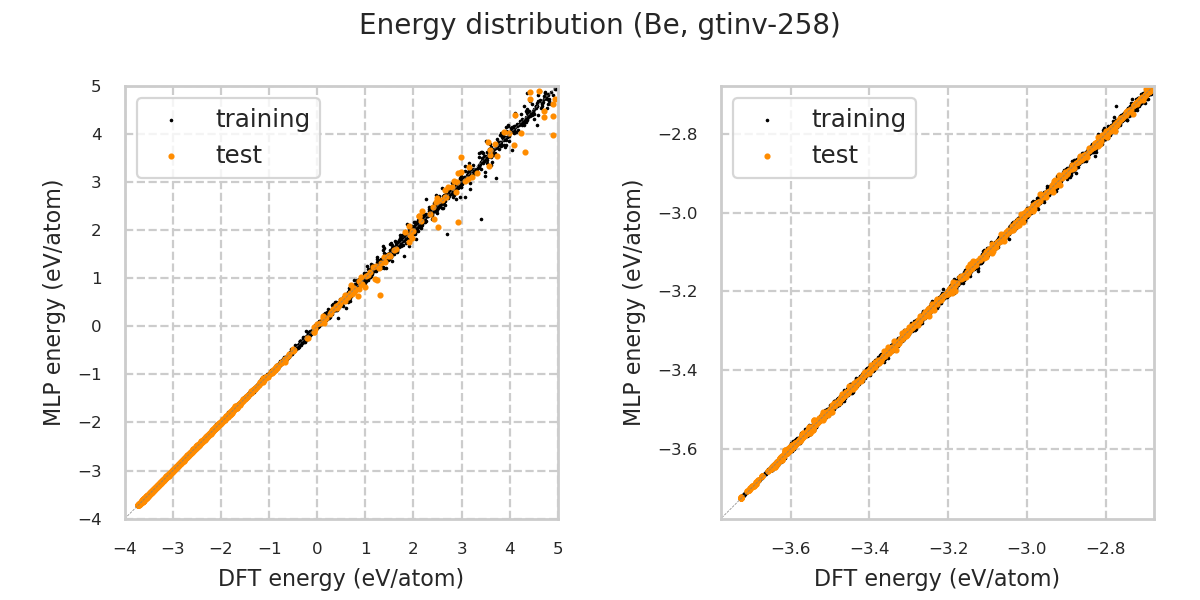 Energy distribution (Be, gtinv-258)
training
test
5
4
3
2
1
0
−1
−2
−3
−4
−4 −3 −2 −1 0 1 2 3 4 5
DFT energy (eV/atom)
MLP energy (eV/atom)
training
test
−2.8
−3.0
−3.2
−3.4
−3.6
−3.6 −3.4 −3.2 −3.0 −2.8
DFT energy (eV/atom)
MLP energy (eV/atom)